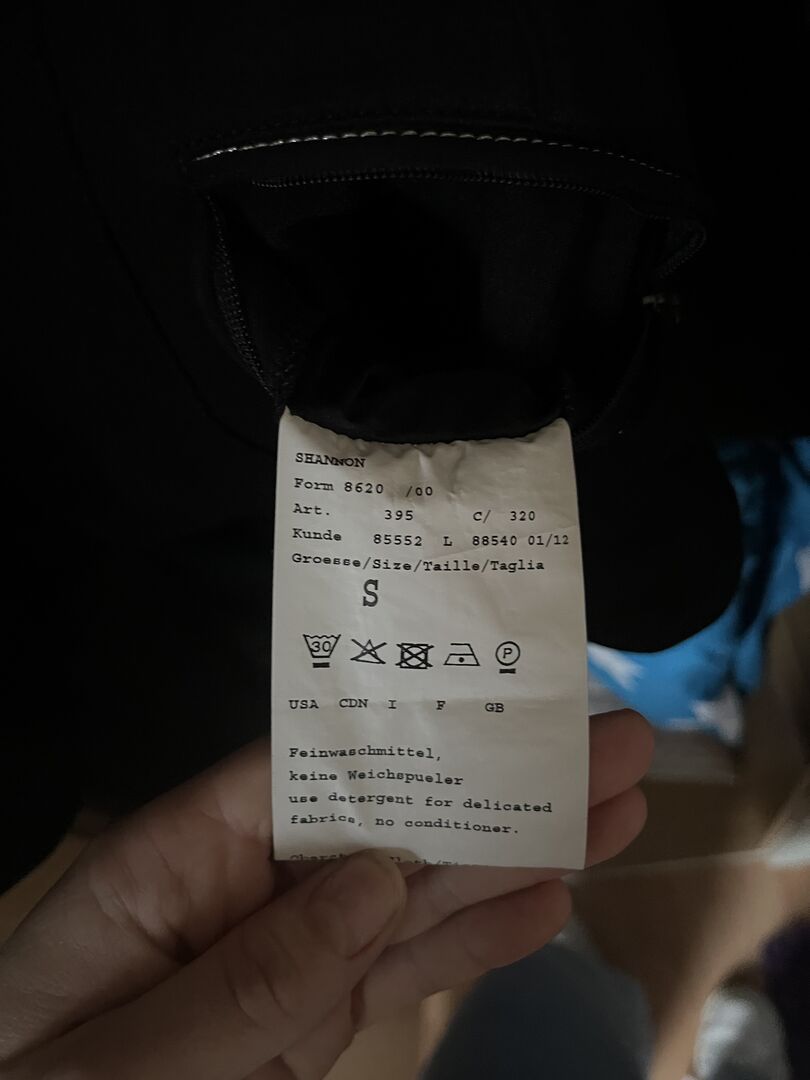 SHANNON
Form 8620 /00
Art. 395 C/ 320
Kunde 85552 L 88540 01/12
Groesse/Size/Taille/Taglia
S
30 P
USA CDN I F GB
Feinwaschmittel,
keine Weichspueler
use detergent for delicated
fabrics, no conditioner.